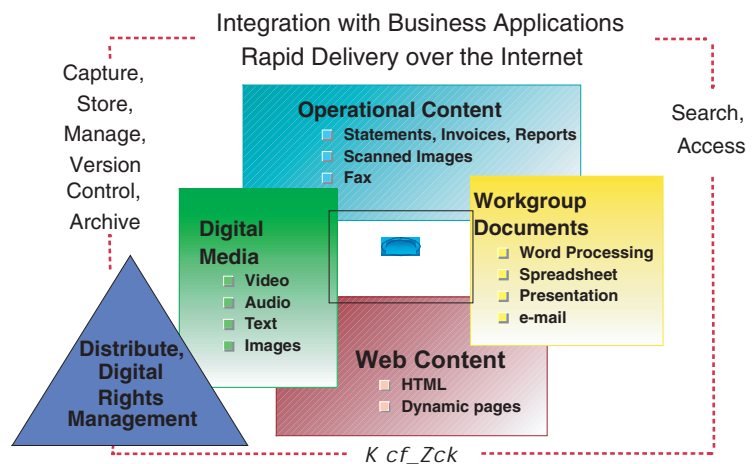 Integration with Business Applications
Rapid Delivery over the Internet
Capture,
Store,
Manage,
Version
Control,
Archive
Search,
Access
Operational Content
Statements, Invoices, Reports
Scanned Images
Fax
Digital
Media
Video
Audio
Text
Images
Workgroup
Documents
Word Processing
Spreadsheet
Presentation
e-mail
Web Content
HTML
Dynamic pages
Distribute,
Digital
Rights
Management
K cf_Zck